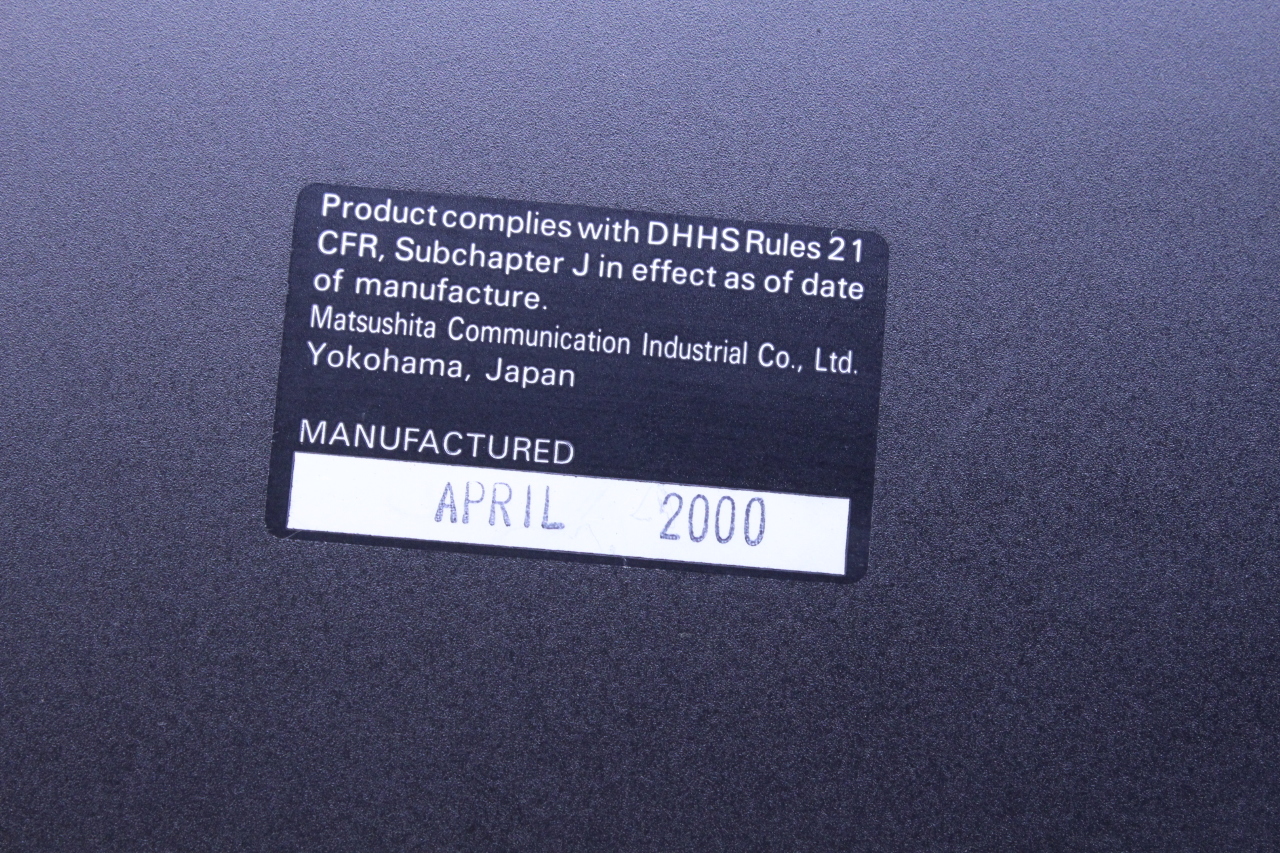 Product complies with DHHS Rules 21
CFR, Subchapter J in effect as of date
of manufacture.
Matsushita Communication Industrial Co., Ltd.
Yokohama, Japan
MANUFACTURED
APRIL 2000